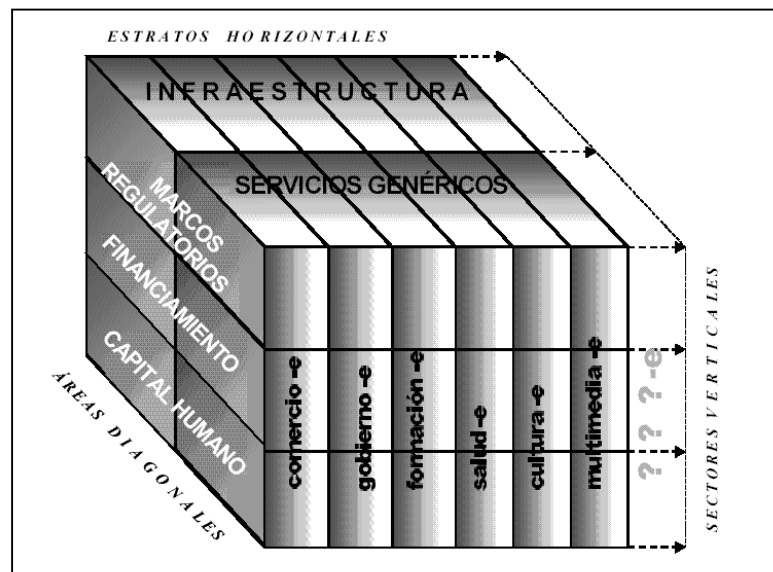 ESTRATOS HORIZONTALES
INFRAESTRUCTURA
SERVICIOS GENÉRICOS
MARCOS
REGULATORIOS
FINANCIAMIENTO
CAPITAL HUMANO
ÁREAS DIAGONALES
comercio -e
gobierno -e
formación -e
salud -e
cultura -e
multimedia -e
? ? ? -e
SECTORES VERTICALES